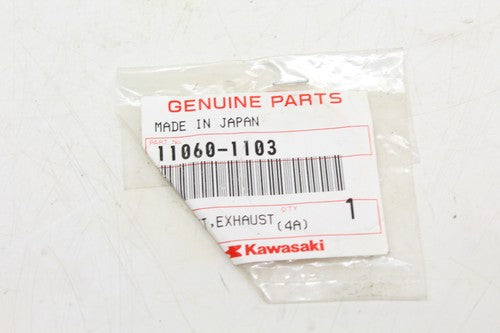 GENUINE PARTS
MADE IN JAPAN
PART No.
11060-1103
T,EXHAUST
(4A)
QTY
1
Kawasaki